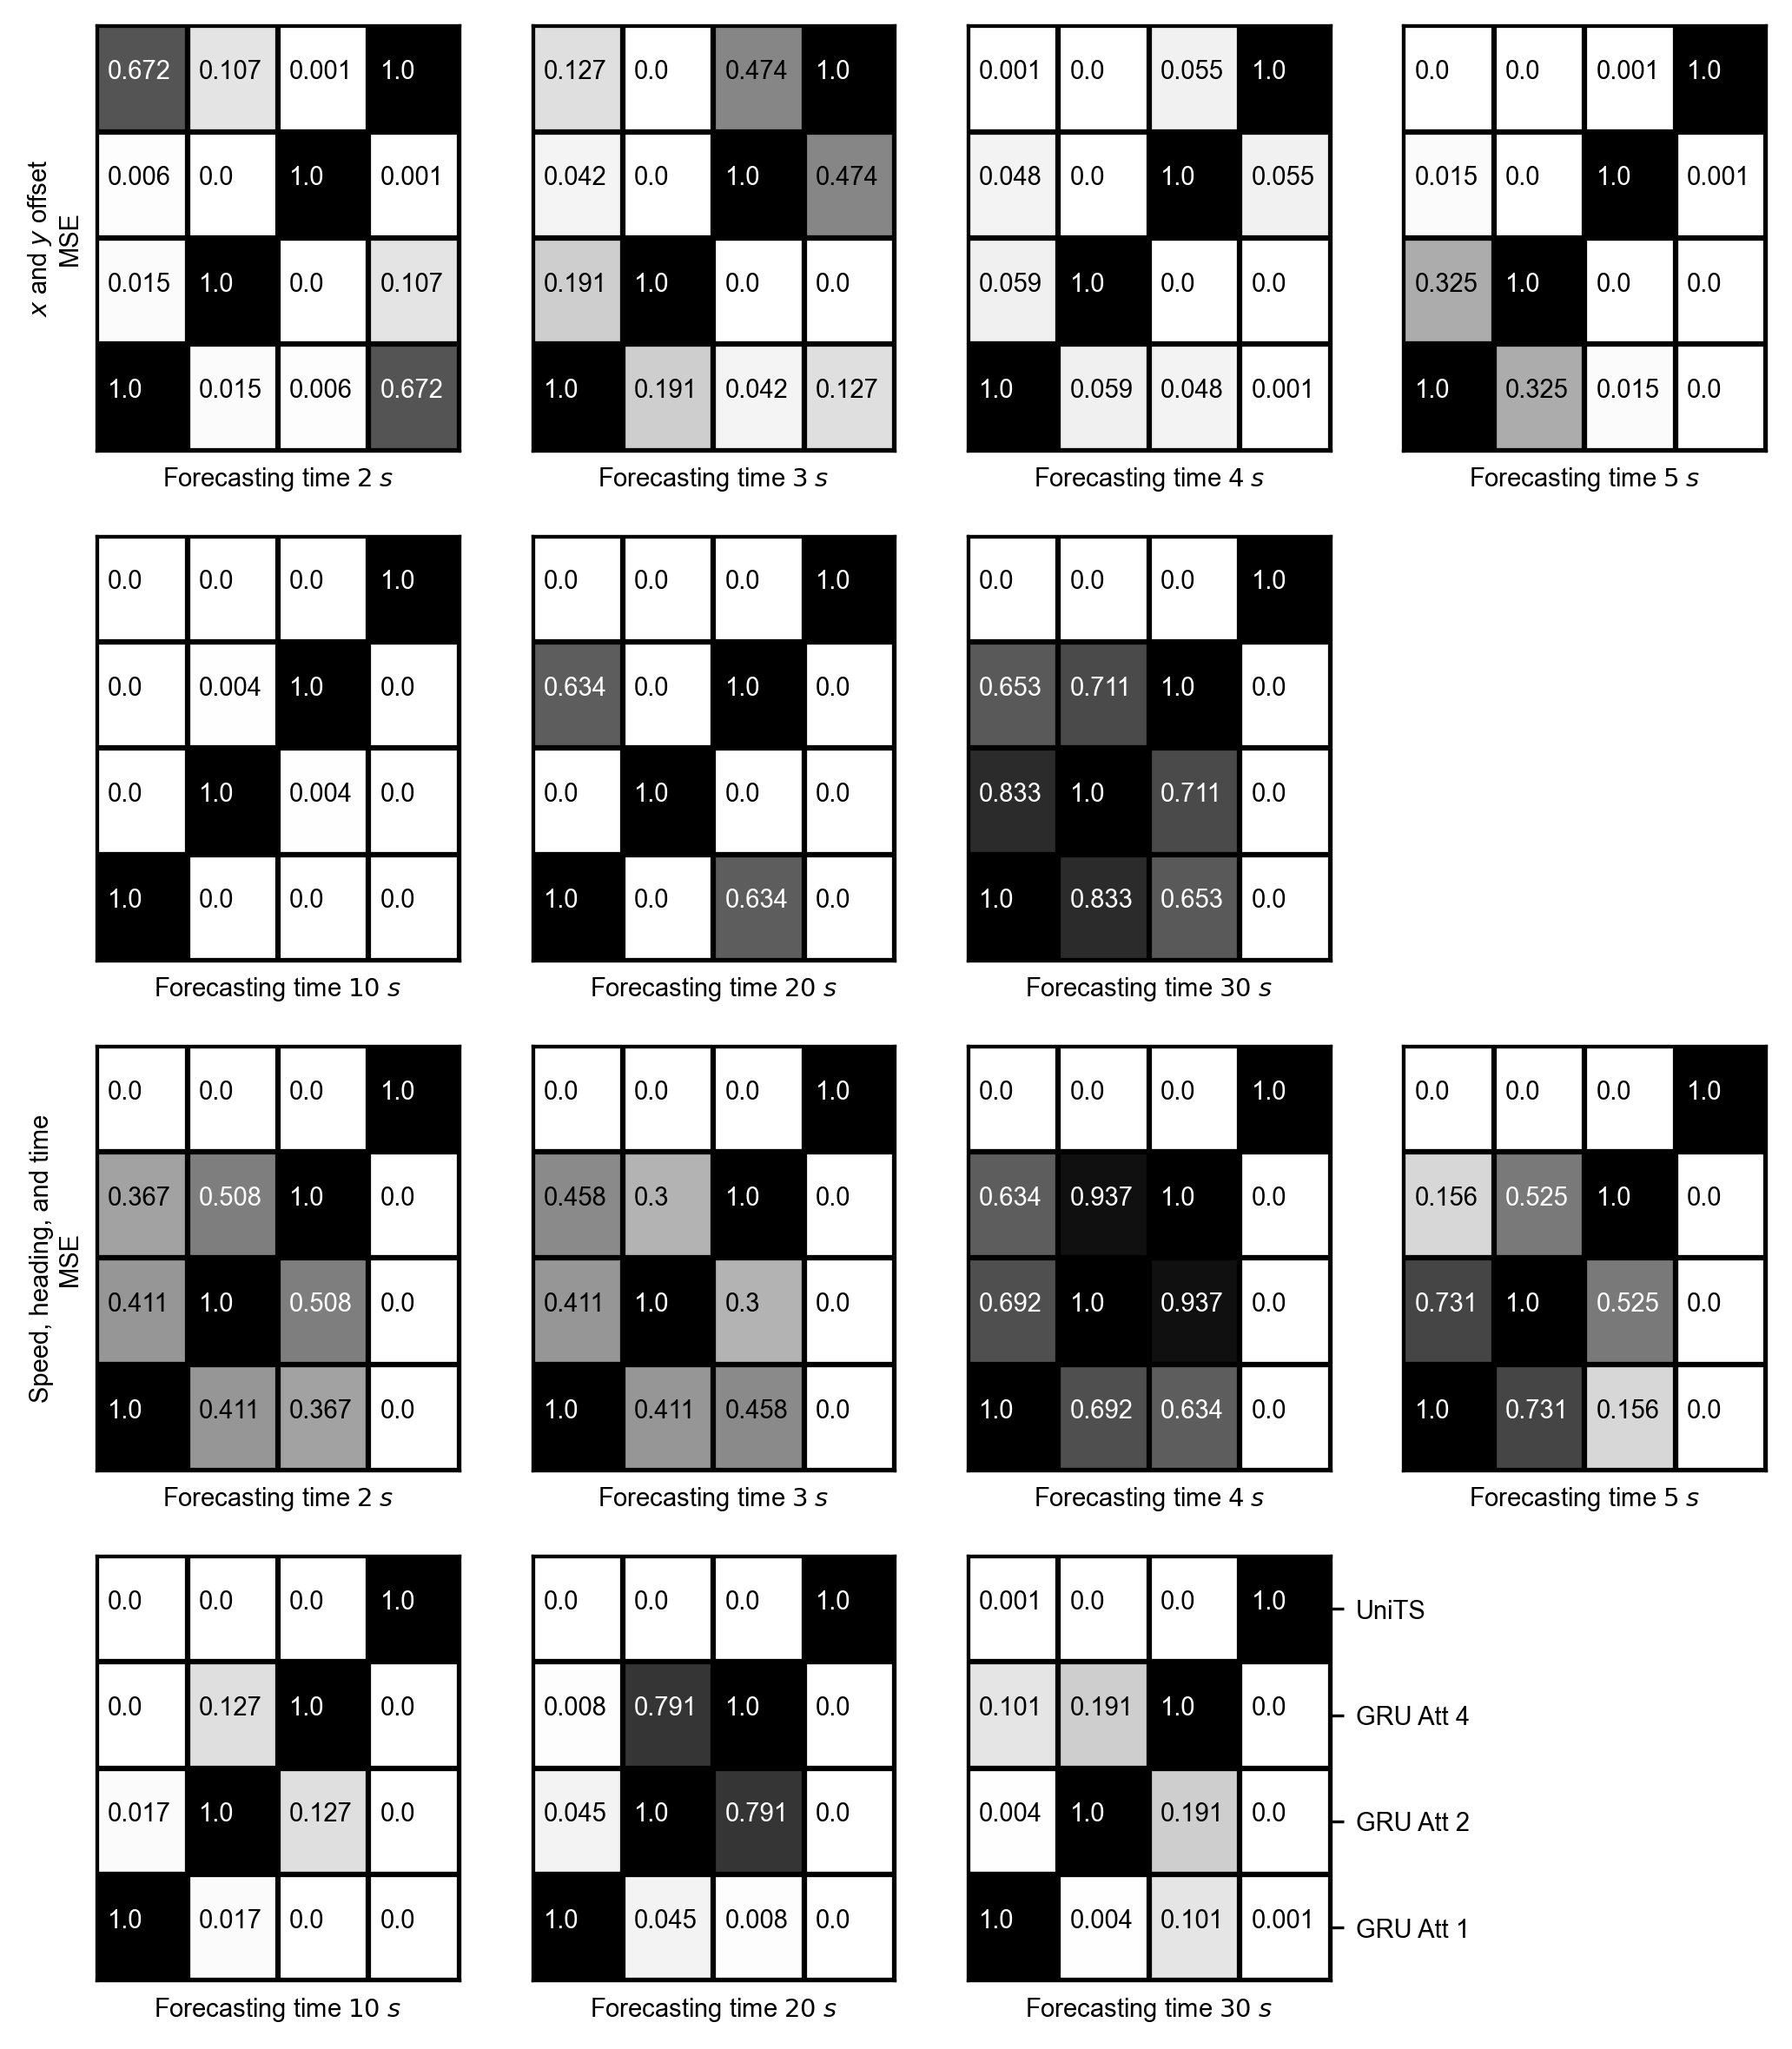 x and y offset
MSE
0.672 0.107 0.001 1.0
0.006 0.0 1.0 0.001
0.015 1.0 0.0 0.107
1.0 0.015 0.006 0.672
Forecasting time 2 s
0.127 0.0 0.474 1.0
0.042 0.0 1.0 0.474
0.191 1.0 0.0 0.0
1.0 0.191 0.042 0.127
Forecasting time 3 s
0.001 0.0 0.055 1.0
0.048 0.0 1.0 0.055
0.059 1.0 0.0 0.0
1.0 0.059 0.048 0.001
Forecasting time 4 s
0.0 0.0 0.001 1.0
0.015 0.0 1.0 0.001
0.325 1.0 0.0 0.0
1.0 0.325 0.015 0.0
Forecasting time 5 s
0.0 0.0 0.0 1.0
0.0 0.004 1.0 0.0
0.0 1.0 0.004 0.0
1.0 0.0 0.0 0.0
Forecasting time 10 s
0.0 0.0 0.0 1.0
0.634 0.0 1.0 0.0
0.0 1.0 0.0 0.0
1.0 0.0 0.634 0.0
Forecasting time 20 s
0.0 0.0 0.0 1.0
0.653 0.711 1.0 0.0
0.833 1.0 0.711 0.0
1.0 0.833 0.653 0.0
Forecasting time 30 s
Speed, heading, and time
MSE
0.0 0.0 0.0 1.0
0.367 0.508 1.0 0.0
0.411 1.0 0.508 0.0
1.0 0.411 0.367 0.0
Forecasting time 2 s
0.0 0.0 0.0 1.0
0.458 0.3 1.0 0.0
0.411 1.0 0.3 0.0
1.0 0.411 0.458 0.0
Forecasting time 3 s
0.0 0.0 0.0 1.0
0.634 0.937 1.0 0.0
0.692 1.0 0.937 0.0
1.0 0.692 0.634 0.0
Forecasting time 4 s
0.0 0.0 0.0 1.0
0.156 0.525 1.0 0.0
0.731 1.0 0.525 0.0
1.0 0.731 0.156 0.0
Forecasting time 5 s
0.0 0.0 0.0 1.0
0.0 0.127 1.0 0.0
0.017 1.0 0.127 0.0
1.0 0.017 0.0 0.0
Forecasting time 10 s
0.0 0.0 0.0 1.0
0.008 0.791 1.0 0.0
0.045 1.0 0.791 0.0
1.0 0.045 0.008 0.0
Forecasting time 20 s
0.001 0.0 0.0 1.0 UniTS
0.101 0.191 1.0 0.0 GRU Att 4
0.004 1.0 0.191 0.0 GRU Att 2
1.0 0.004 0.101 0.001 GRU Att 1
Forecasting time 30 s